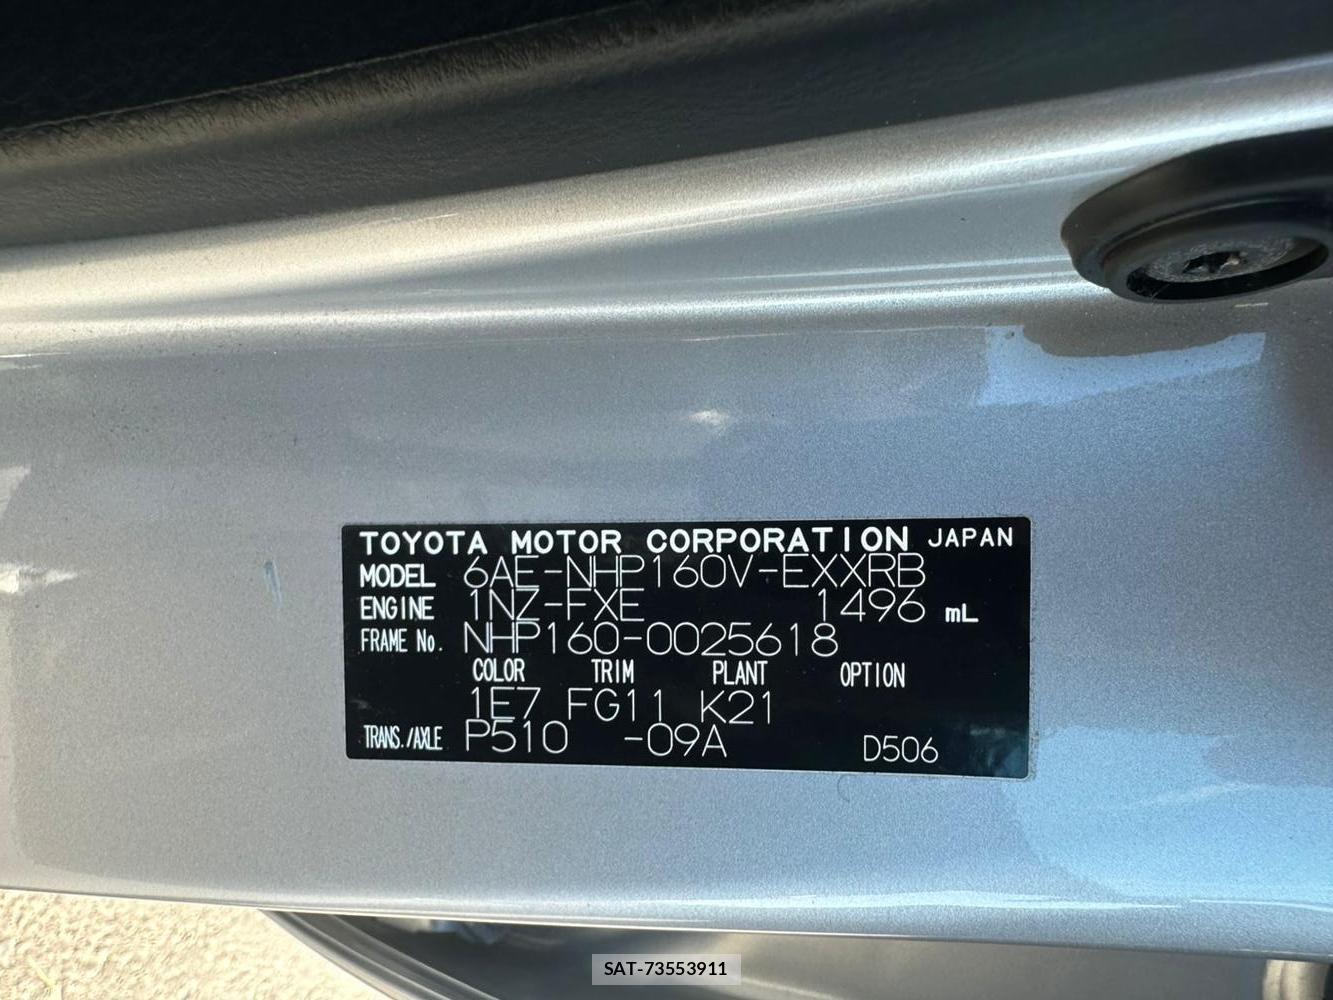 TOYOTA MOTOR CORPORATION JAPAN
MODEL 6AE-NHP160V-EXXRB
ENGINE 1NZ-FXE 1496 mL
FRAME No. NHP160-0025618
COLOR TRIM PLANT OPTION
1E7 FG11 K21
TRANS./AXLE P510 -09A D506
SAT-73553911